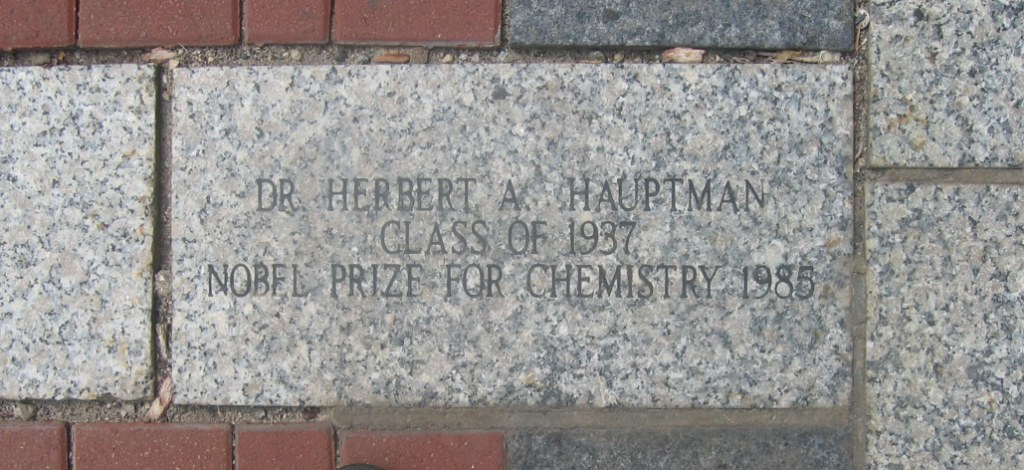 DR. HERBERT A. HAUPTMAN
CLASS OF 1937
NOBEL PRIZE FOR CHEMISTRY 1985